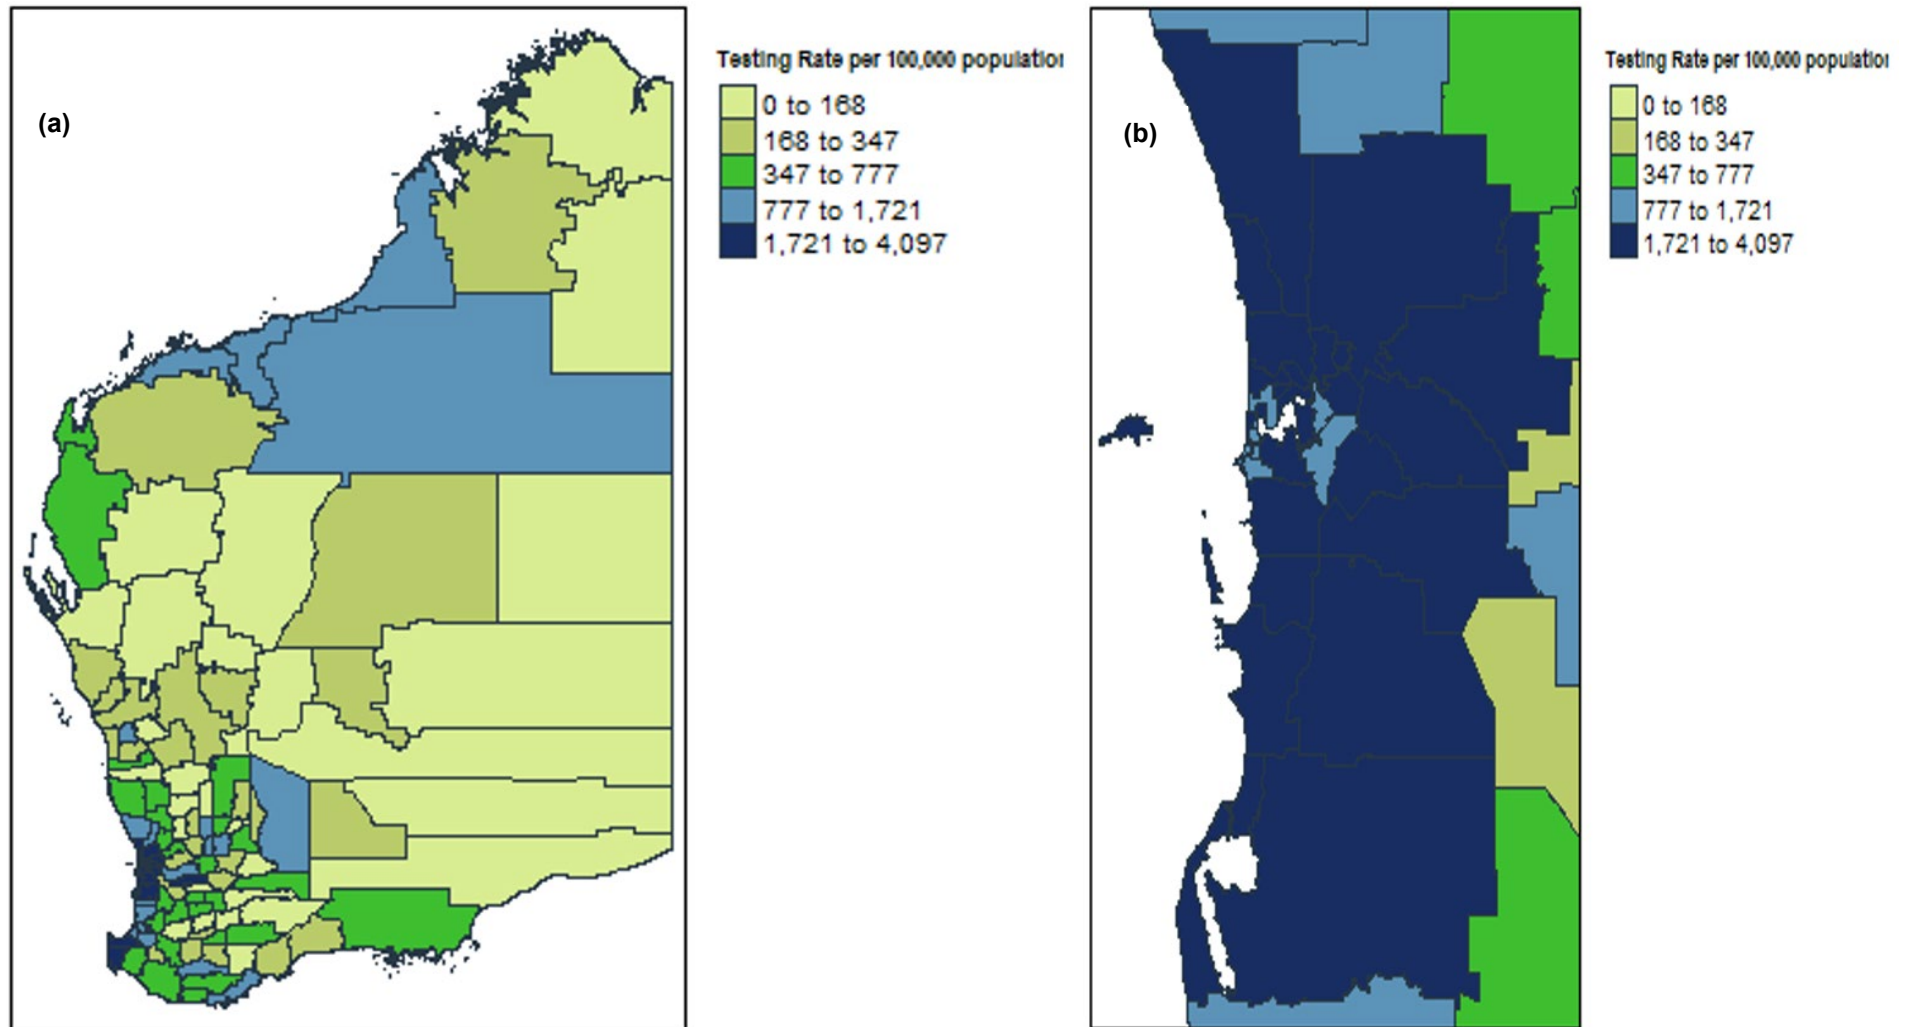 (a)
Testing Rate per 100,000 population
0 to 168
168 to 347
347 to 777
777 to 1,721
1,721 to 4,097
(b)
Testing Rate per 100,000 population
0 to 168
168 to 347
347 to 777
777 to 1,721
1,721 to 4,097